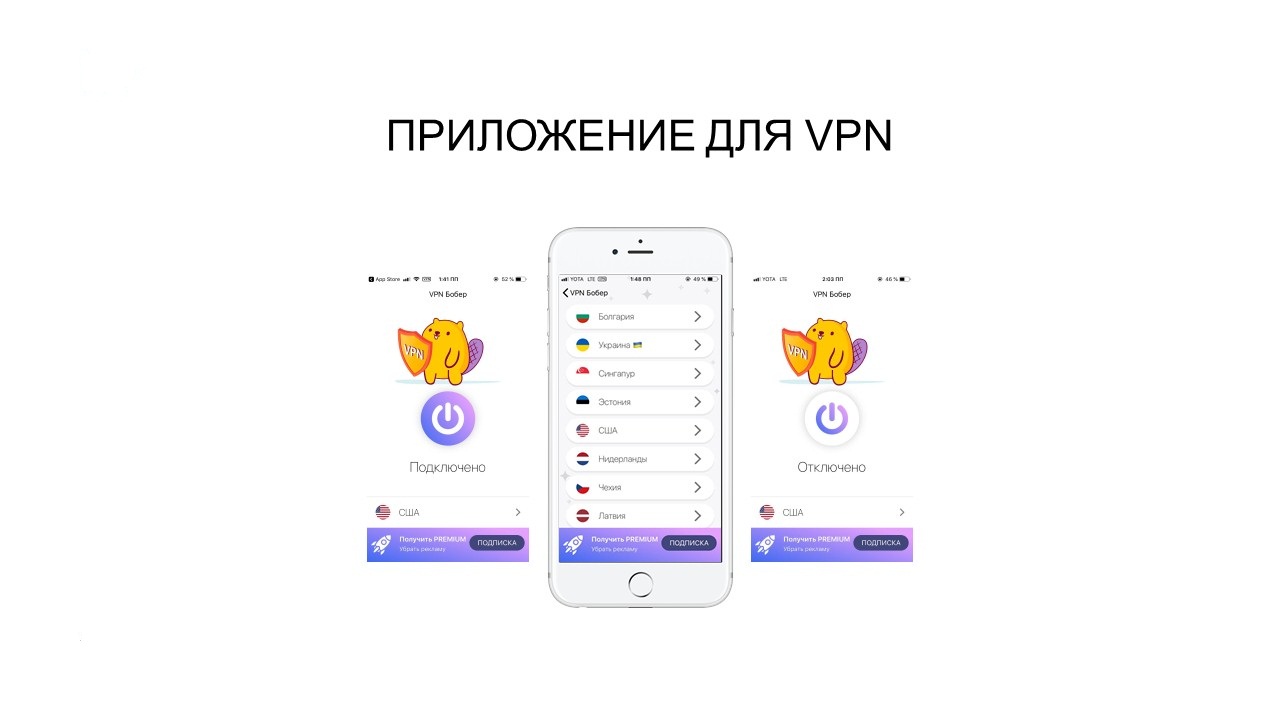 ПРИЛОЖЕНИЕ ДЛЯ VPN
App Store 1:41 ПП 52 %
VPN Бобер
VPN
Подключено
США
Получить PREMIUM
Убрать рекламу
ПОДПИСКА
YOTA LTE VPN 1:46 ПП 49 %
VPN Бобер
Болгария
Украина
Сингапур
Эстония
США
Нидерланды
Чехия
Латвия
Получить PREMIUM
Убрать рекламу
ПОДПИСКА
YOTA LTE 2:03 ПП 46 %
VPN Бобер
VPN
Отключено
США
Получить PREMIUM
Убрать рекламу
ПОДПИСКА